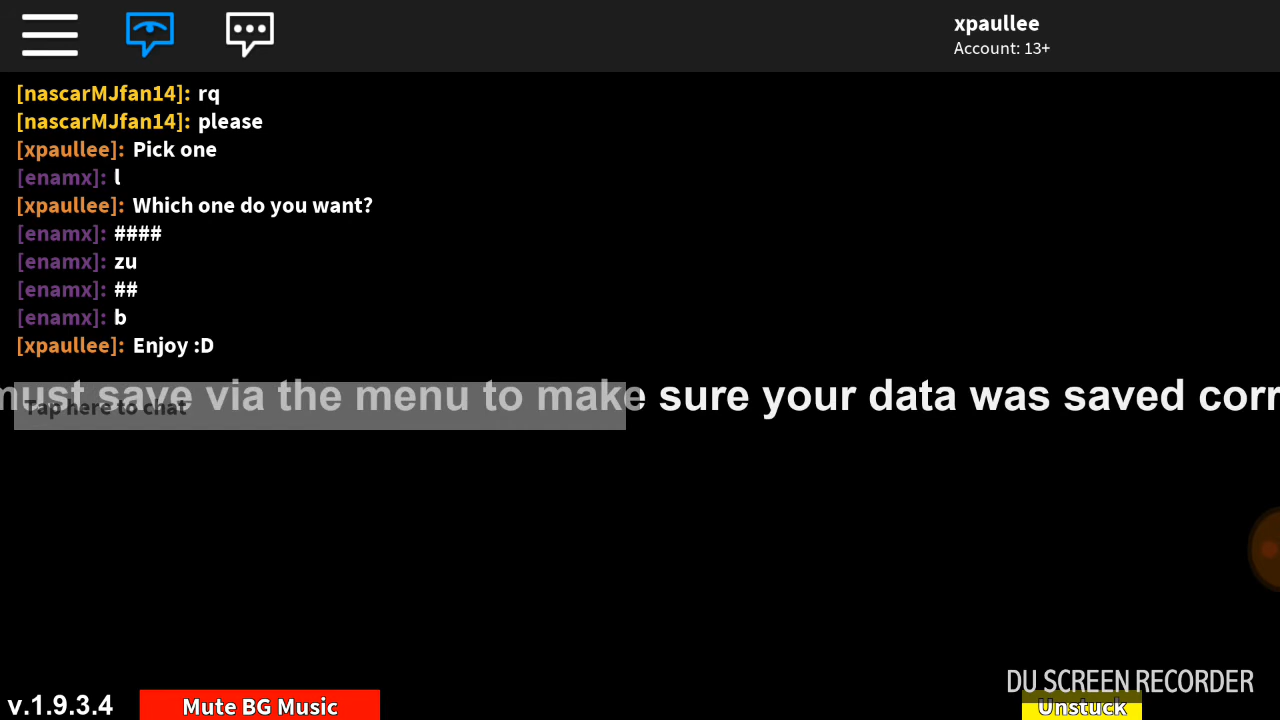 xpaullee
Account: 13+
[nascarMJfan14]: rq
[nascarMJfan14]: please
[xpaullee]: Pick one
[enamx]: l
[xpaullee]: Which one do you want?
[enamx]: ####
[enamx]: zu
[enamx]: ##
[enamx]: b
[xpaullee]: Enjoy :D
must save via the menu to make sure your data was saved corr
Tap here to chat
DU SCREEN RECORDER
v.1.9.3.4
Mute BG Music
Unstuck